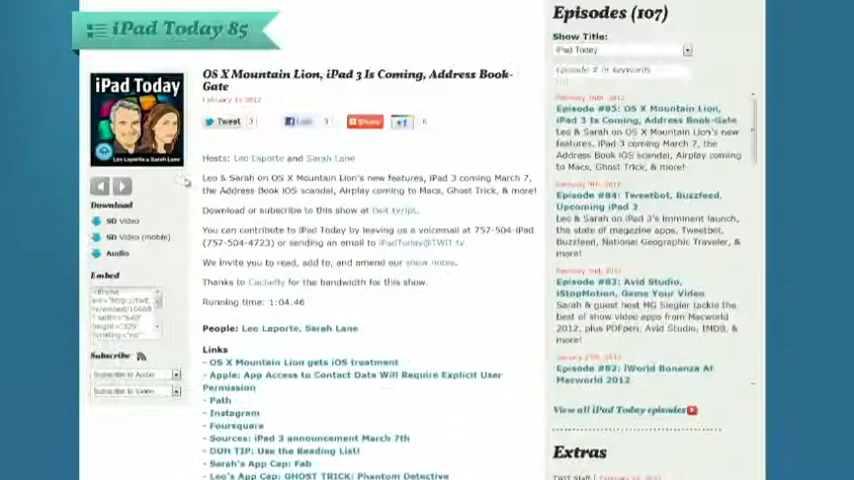 iPad Today 85
OS X Mountain Lion, iPad 3 Is Coming, Address Book-
Gate
iPad Today
Leo Laporte & Sarah Lane
Tweet 3
3
Share
+1 6
Hosts: Leo Laporte and Sarah Lane
Leo & Sarah on OS X Mountain Lion's new features, iPad 3 coming March 7,
the Address Book iOS scandal, Airplay coming to Macs, Ghost Trick, & more!
Download or subscribe to this show at twit.tv/ipt.
You can contribute to iPad Today by leaving us a voicemail at 757-504-iPad
(757-504-4723) or sending an email to iPadToday@TWiT.tv.
We invite you to read, add to, and amend our show notes.
Thanks to Cachefly for the bandwidth for this show.
Running time: 1:04:46
People: Leo Laporte, Sarah Lane
Links
- OS X Mountain Lion gets iOS treatment
- Apple: App Access to Contact Data Will Require Explicit User
Permission
- Path
- Instagram
- Foursquare
- Sources: iPad 3 announcement March 7th
- DUH TIP: Use the Reading List!
- Sarah's App Cap: Fab
- Leo's App Cap: GHOST TRICK: Phantom Detective
Download
SD Video
SD Video (mobile)
Audio
Embed
<iframe
Subscribe
Subscribe to Audio
Subscribe to Video
Episodes (107)
Show Title:
iPad Today
Episode # or Keywords
Episode #85: OS X Mountain Lion,
iPad 3 Is Coming, Address Book-Gate
Leo & Sarah on OS X Mountain Lion's new
features, iPad 3 coming March 7, the
Address Book iOS scandal, Airplay coming
to Macs, Ghost Trick, & more!
Episode #84: Tweetbot, Buzzfeed,
Upcoming iPad 3
Leo & Sarah on iPad 3's imminent launch,
the state of magazine apps, Tweetbot,
Buzzfeed, National Geographic Traveler, &
more!
Episode #83: Avid Studio,
iStopMotion, Game Your Video
Sarah & guest host MG Siegler tackle the
best of show video apps from Macworld
2012, plus PDFpen, Avid Studio, IMDB, &
more!
Episode #82: iWorld Bonanza At
Macworld 2012
View all iPad Today episodes
Extras
TWiT Staff |